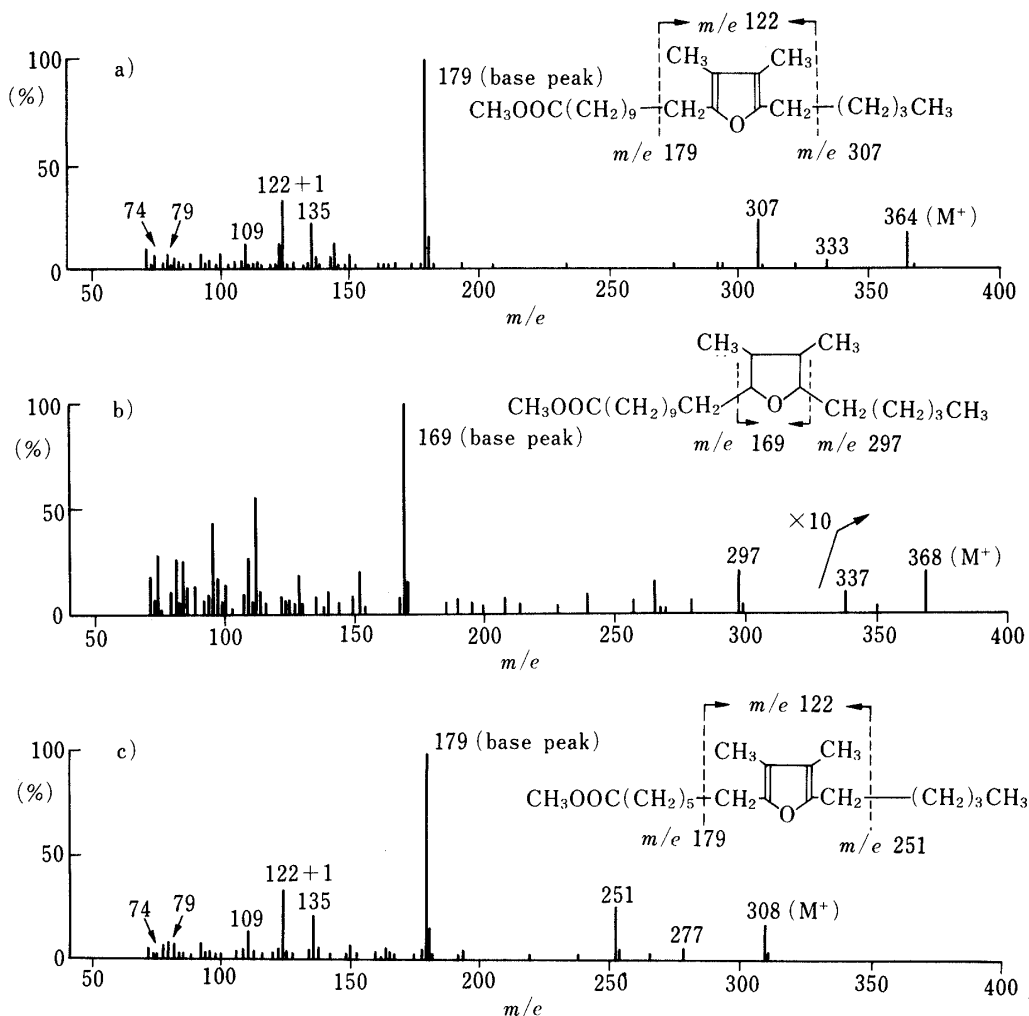 a)
100
(%)
50
0
179 (base peak)
m/e 122
CH₃ CH₃
CH₃OOC(CH₂)₉ CH₂ O CH₂ (CH₂)₃CH₃
m/e 179 m/e 307
122+1
74 79 109 135 307 333 364 (M⁺)
50 100 150 200 250 300 350 400
m/e
b)
100
(%)
50
0
169 (base peak)
CH₃ CH₃
CH₃OOC(CH₂)₉CH₂ O CH₂(CH₂)₃CH₃
m/e 169 m/e 297
×10
297 337 368 (M⁺)
50 100 150 200 250 300 350 400
m/e
c)
100
(%)
50
0
179 (base peak)
m/e 122
CH₃ CH₃
CH₃OOC(CH₂)₅ CH₂ O CH₂ (CH₂)₃CH₃
m/e 179 m/e 251
122+1
74 79 109 135 251 277 308 (M⁺)
50 100 150 200 250 300 350 400
m/e